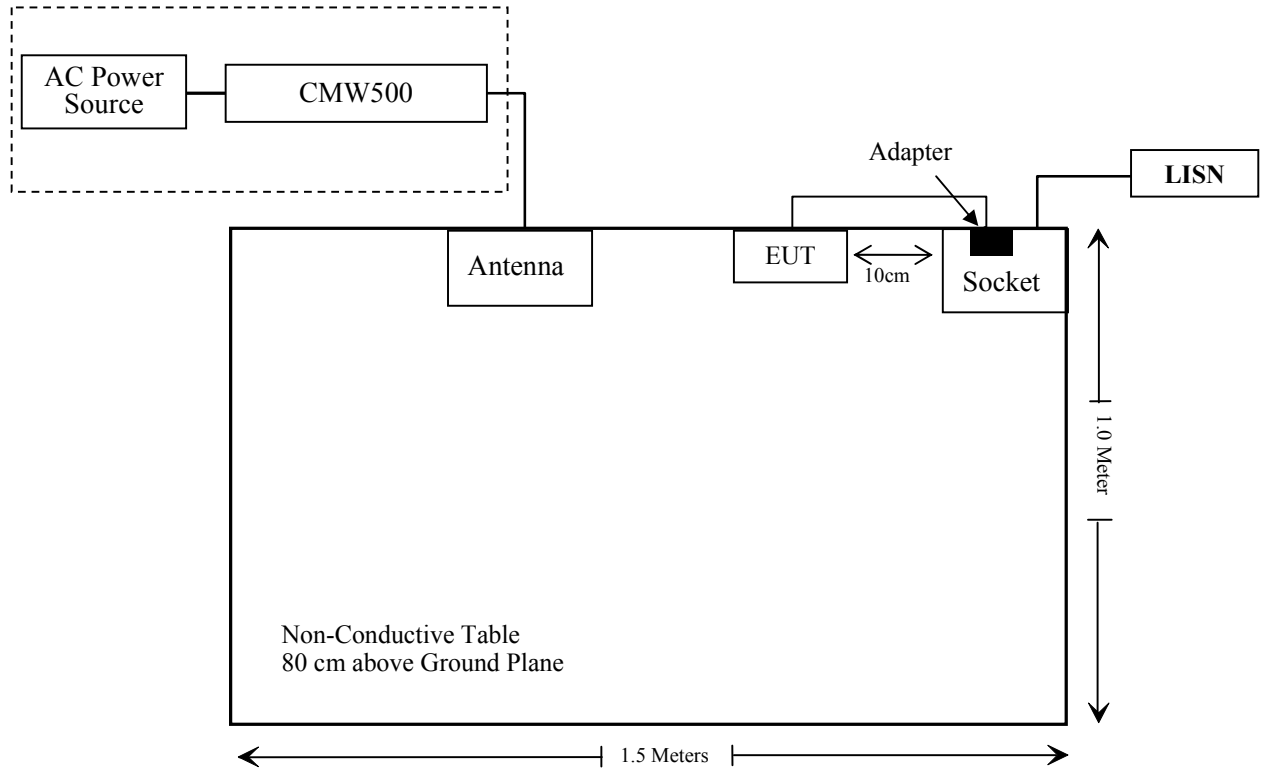 AC Power
Source
CMW500
Adapter
LISN
Antenna
EUT
10cm
Socket
1.0 Meter
Non-Conductive Table
80 cm above Ground Plane
1.5 Meters